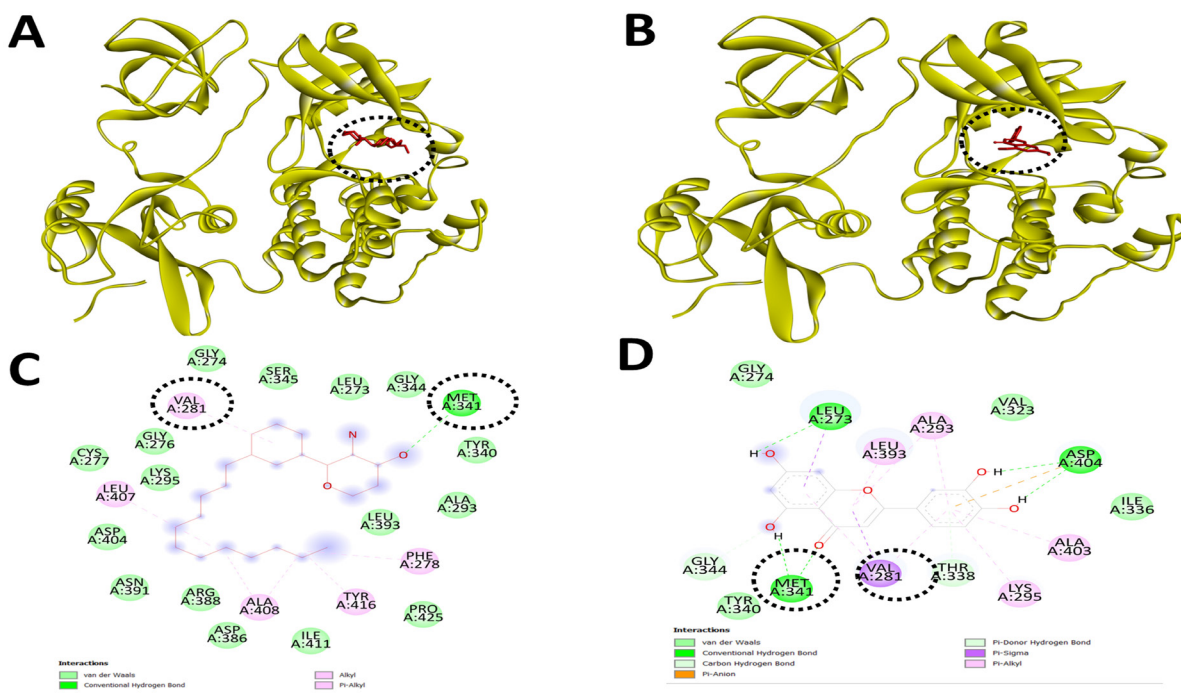 A
B
C
GLY
A:274
SER
A:345
LEU
A:273
GLY
A:344
VAL
A:281
MET
A:341
GLY
A:276
CYS
A:277
LYS
A:295
TYR
A:340
LEU
A:407
ALA
A:293
LEU
A:393
ASP
A:404
PHE
A:278
ASN
A:391
ARG
A:388
ALA
A:408
TYR
A:416
PRO
A:425
ASP
A:386
ILE
A:411
N
O
O
Interactions
van der Waals
Conventional Hydrogen Bond
Alkyl
Pi-Alkyl
D
GLY
A:274
LEU
A:273
ALA
A:293
VAL
A:323
LEU
A:393
ASP
A:404
ILE
A:336
ALA
A:403
GLY
A:344
VAL
A:281
THR
A:338
LYS
A:295
MET
A:341
TYR
A:340
H
O
O
O
H
O
H
O
H
O
Interactions
van der Waals
Conventional Hydrogen Bond
Carbon Hydrogen Bond
Pi-Anion
Pi-Donor Hydrogen Bond
Pi-Sigma
Pi-Alkyl